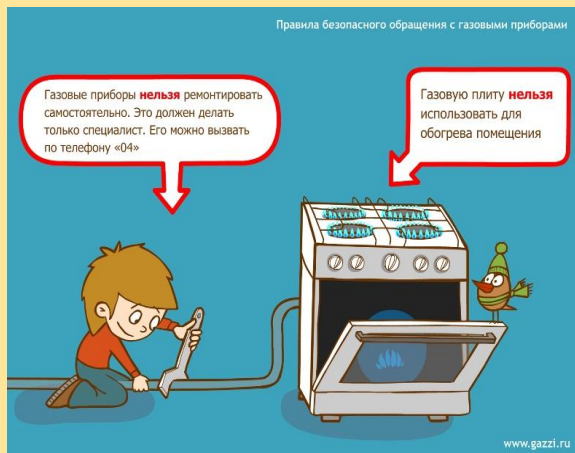 Правила безопасного обращения с газовыми приборами
Газовые приборы нельзя ремонтировать
самостоятельно. Это должен делать
только специалист. Его можно вызвать
по телефону «04»
Газовую плиту нельзя
использовать для
обогрева помещения
www.gazzi.ru